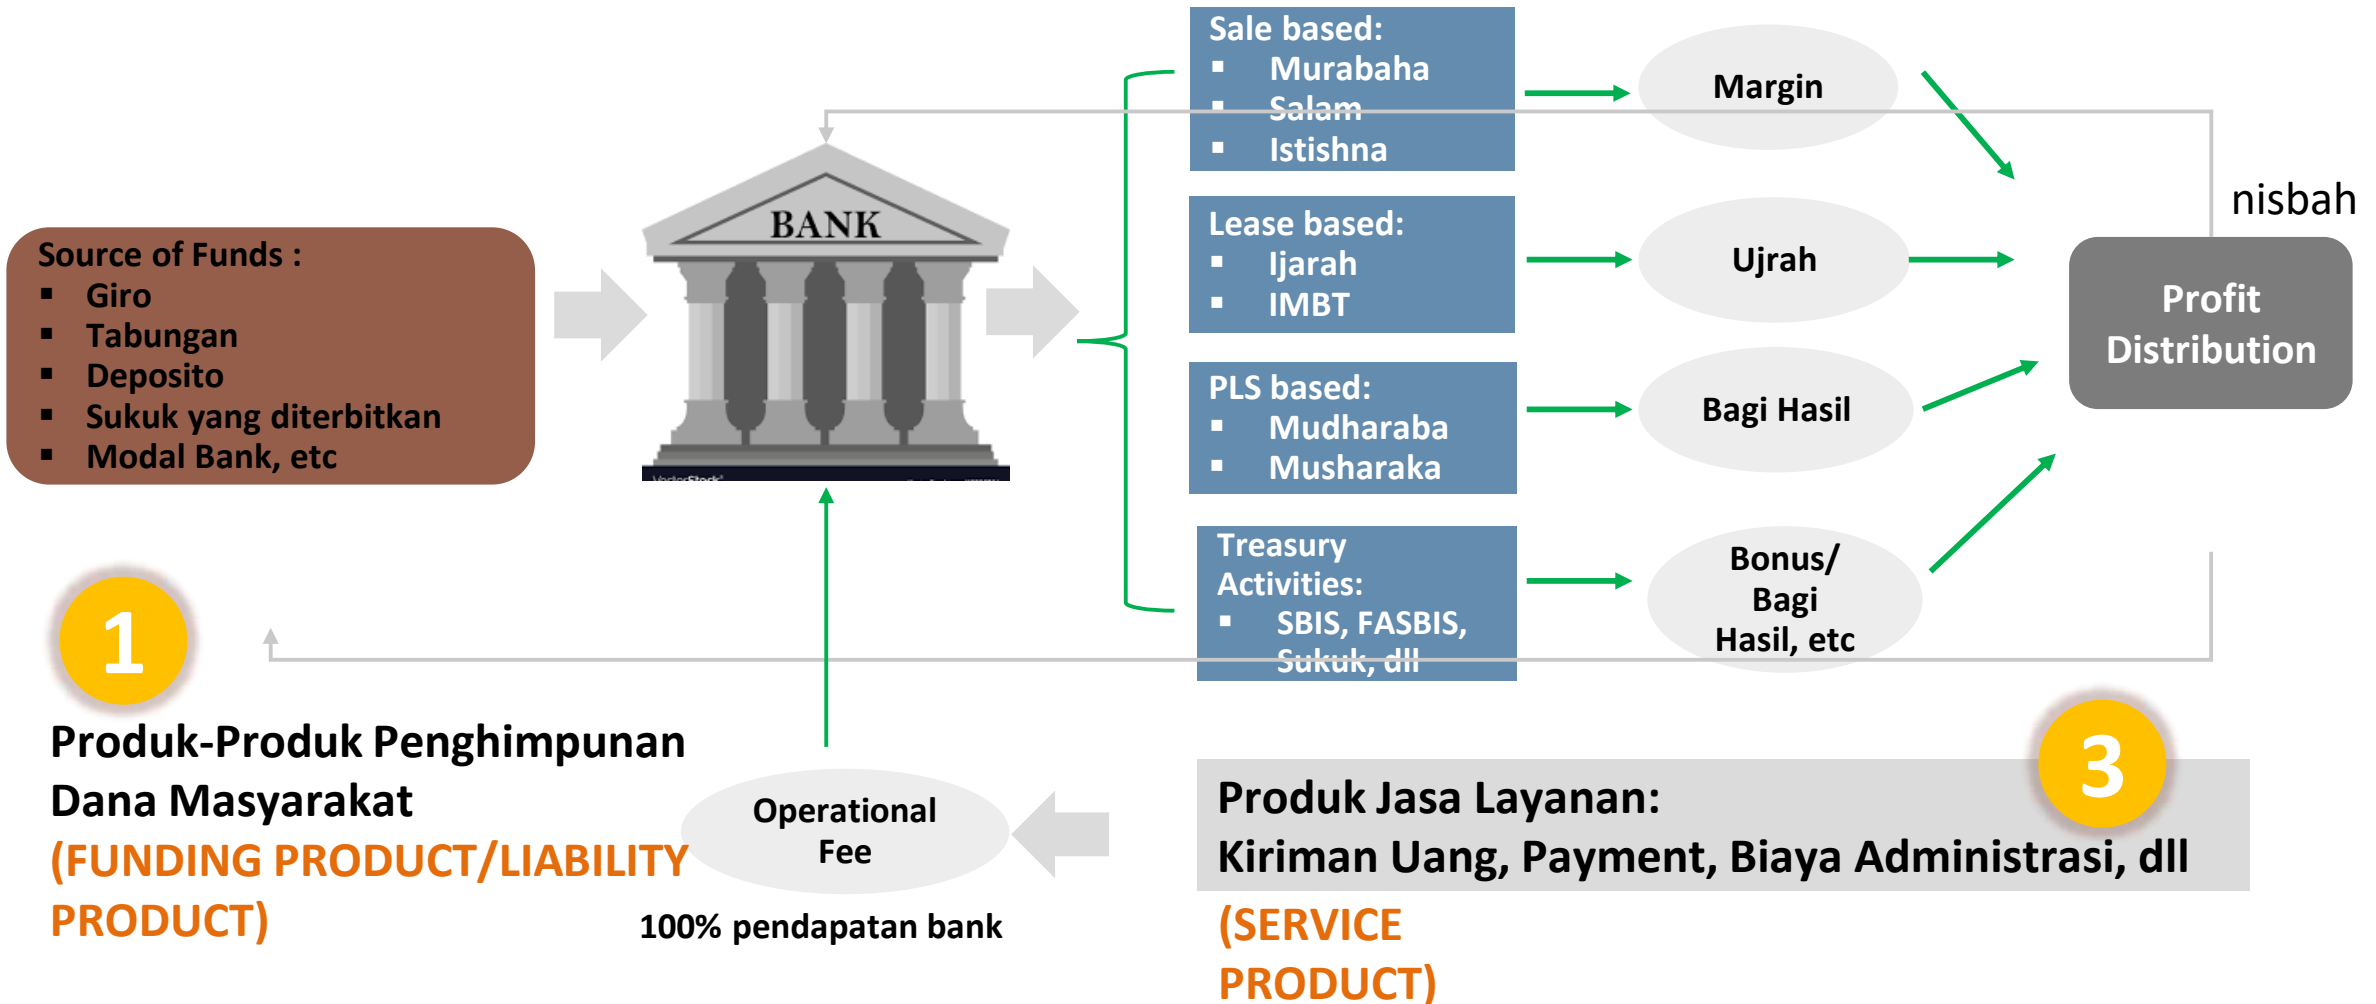 Source of Funds :
▪ Giro
▪ Tabungan
▪ Deposito
▪ Sukuk yang diterbitkan
▪ Modal Bank, etc
BANK
Sale based:
▪ Murabaha
▪ Salam
▪ Istishna
Lease based:
▪ Ijarah
▪ IMBT
PLS based:
▪ Mudharaba
▪ Musharaka
Treasury
Activities:
▪ SBIS, FASBIS,
Sukuk, dll
Margin
Ujrah
Bagi Hasil
Bonus/
Bagi
Hasil, etc
nisbah
Profit
Distribution
1
Produk-Produk Penghimpunan
Dana Masyarakat
(FUNDING PRODUCT/LIABILITY
PRODUCT)
Operational
Fee
100% pendapatan bank
3
Produk Jasa Layanan:
Kiriman Uang, Payment, Biaya Administrasi, dll
(SERVICE
PRODUCT)